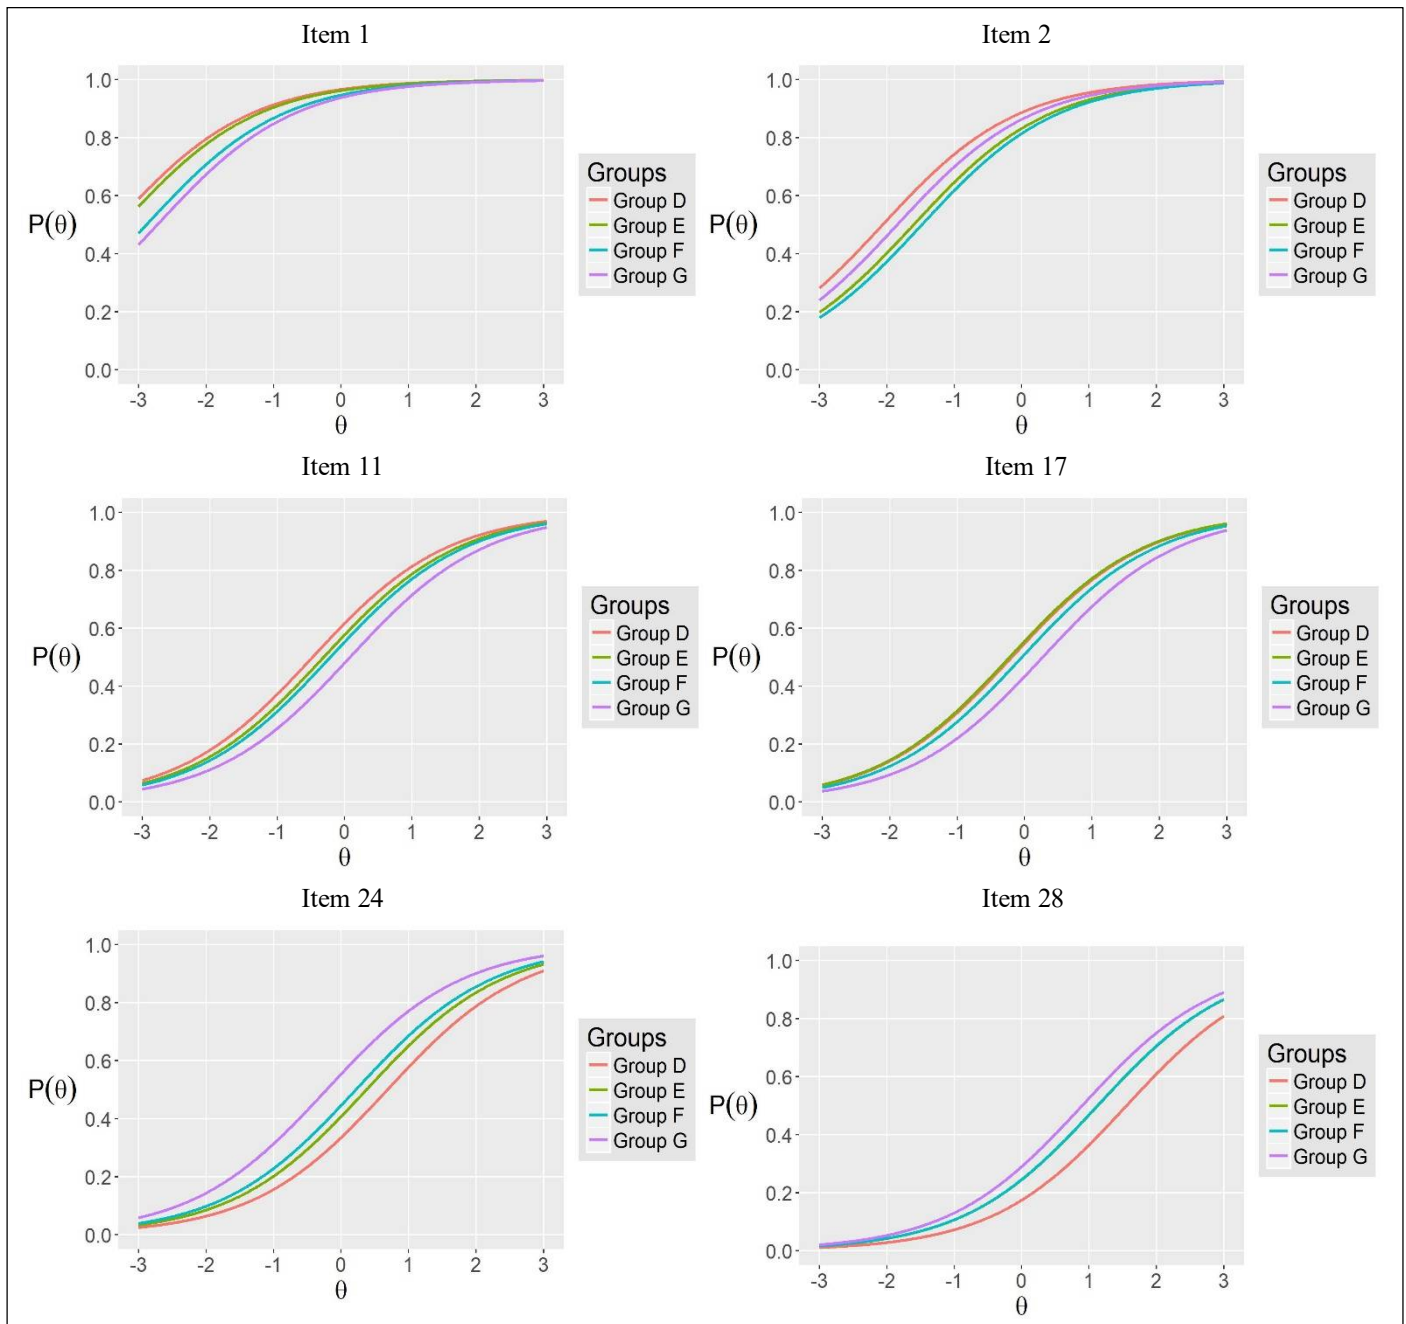 Item 1
1.0
0.8
0.6
0.4
0.2
0.0
P(θ)
-3 -2 -1 0 1 2 3
θ
Groups
Group D
Group E
Group F
Group G
Item 2
1.0
0.8
0.6
0.4
0.2
0.0
P(θ)
-3 -2 -1 0 1 2 3
θ
Groups
Group D
Group E
Group F
Group G
Item 11
1.0
0.8
0.6
0.4
0.2
0.0
P(θ)
-3 -2 -1 0 1 2 3
θ
Groups
Group D
Group E
Group F
Group G
Item 17
1.0
0.8
0.6
0.4
0.2
0.0
P(θ)
-3 -2 -1 0 1 2 3
θ
Groups
Group D
Group E
Group F
Group G
Item 24
1.0
0.8
0.6
0.4
0.2
0.0
P(θ)
-3 -2 -1 0 1 2 3
θ
Groups
Group D
Group E
Group F
Group G
Item 28
1.0
0.8
0.6
0.4
0.2
0.0
P(θ)
-3 -2 -1 0 1 2 3
θ
Groups
Group D
Group E
Group F
Group G